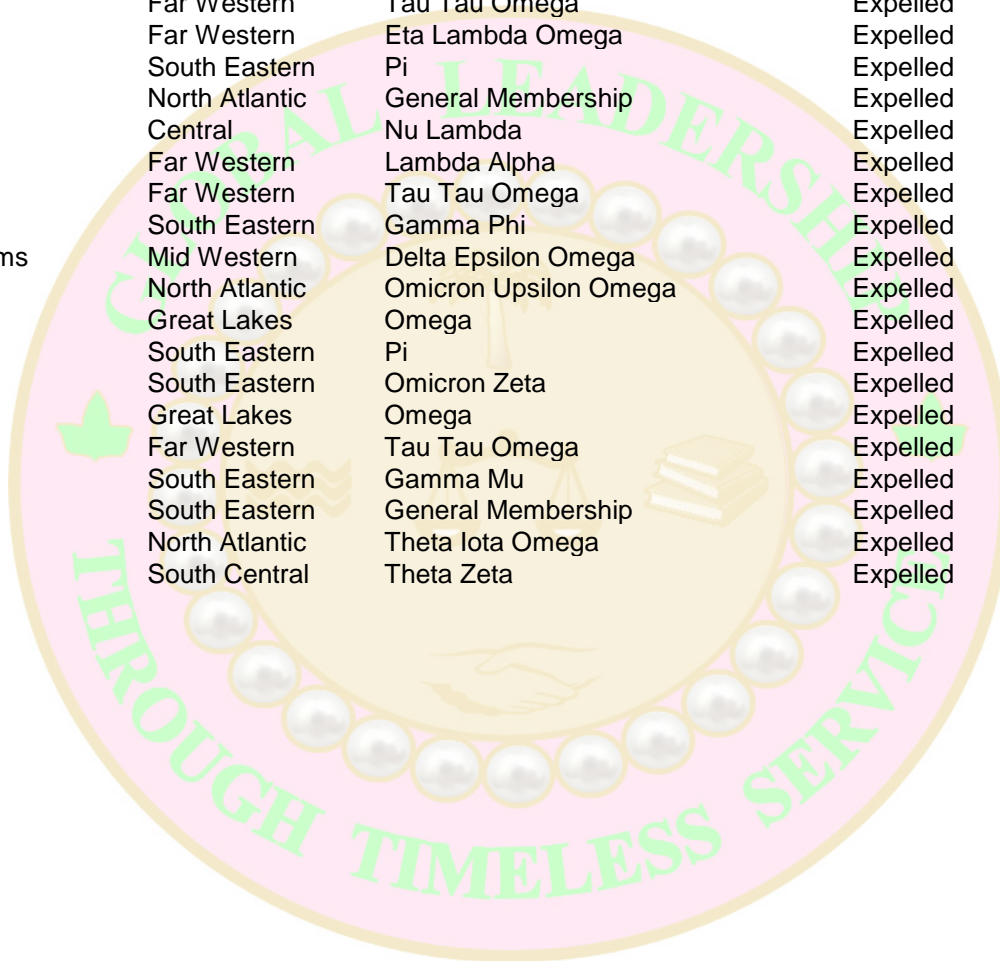 Far Western Tau Tau Omega Expelled
Far Western Eta Lambda Omega Expelled
South Eastern Pi Expelled
North Atlantic General Membership Expelled
Central Nu Lambda Expelled
Far Western Lambda Alpha Expelled
Far Western Tau Tau Omega Expelled
South Eastern Gamma Phi Expelled
ms Mid Western Delta Epsilon Omega Expelled
North Atlantic Omicron Upsilon Omega Expelled
Great Lakes Omega Expelled
South Eastern Pi Expelled
South Eastern Omicron Zeta Expelled
Great Lakes Omega Expelled
Far Western Tau Tau Omega Expelled
South Eastern Gamma Mu Expelled
South Eastern General Membership Expelled
North Atlantic Theta Iota Omega Expelled
South Central Theta Zeta Expelled
GLOBAL LEADERSHIP
THROUGH TIMELESS SERVICE